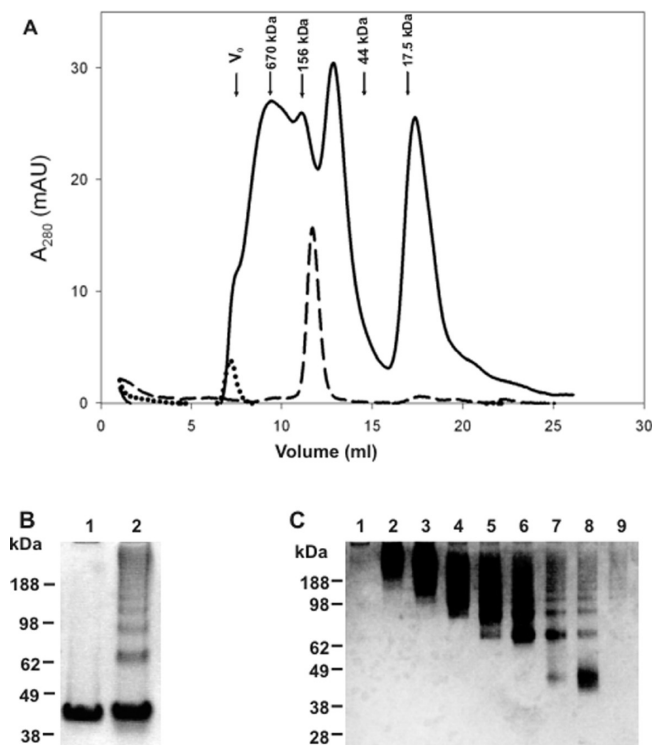 A
V₀
670 kDa
156 kDa
44 kDa
17.5 kDa
30
20
10
0
A₂₈₀ (mAU)
0 5 10 15 20 25 30
Volume (ml)
B
1 2
kDa
188
98
62
49
38
C
1 2 3 4 5 6 7 8 9
kDa
188
98
62
49
38
28